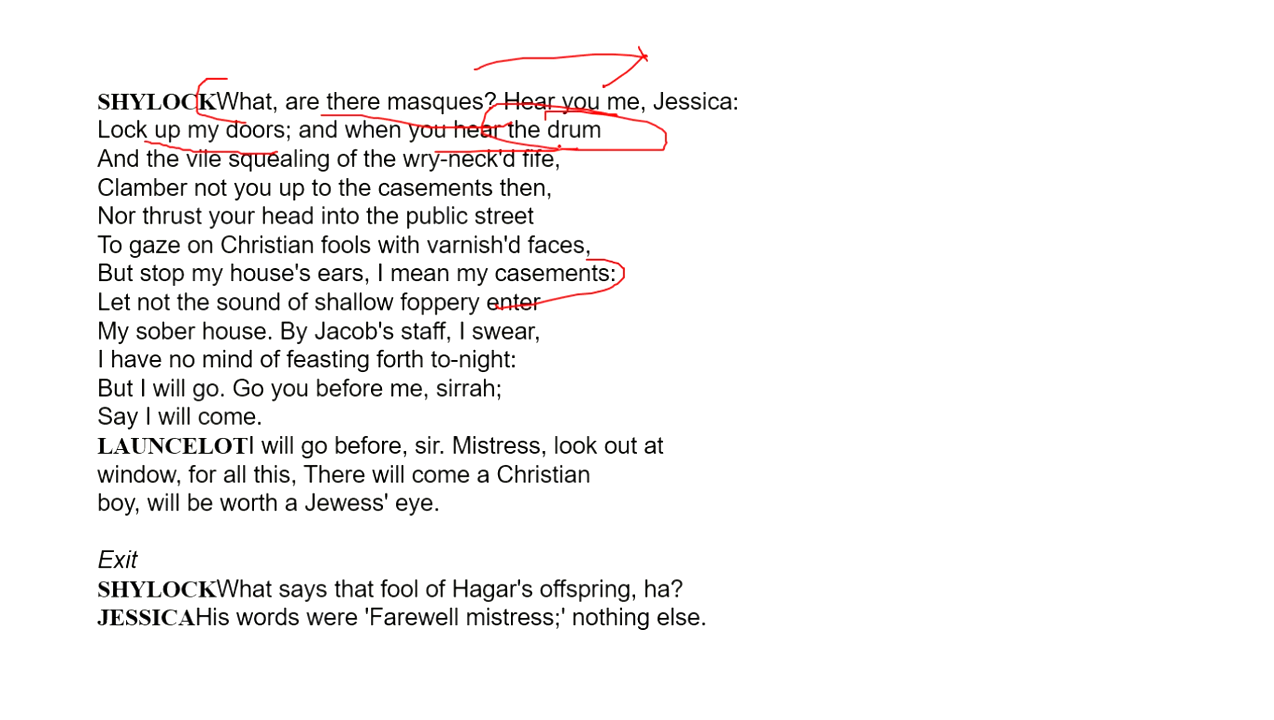 SHYLOCKWhat, are there masques? Hear you me, Jessica:
Lock up my doors; and when you hear the drum
And the vile squealing of the wry-neck'd fife,
Clamber not you up to the casements then,
Nor thrust your head into the public street
To gaze on Christian fools with varnish'd faces,
But stop my house's ears, I mean my casements:
Let not the sound of shallow foppery enter
My sober house. By Jacob's staff, I swear,
I have no mind of feasting forth to-night:
But I will go. Go you before me, sirrah;
Say I will come.
LAUNCELOTI will go before, sir. Mistress, look out at
window, for all this, There will come a Christian
boy, will be worth a Jewess' eye.
Exit
SHYLOCKWhat says that fool of Hagar's offspring, ha?
JESSICAHis words were 'Farewell mistress;' nothing else.